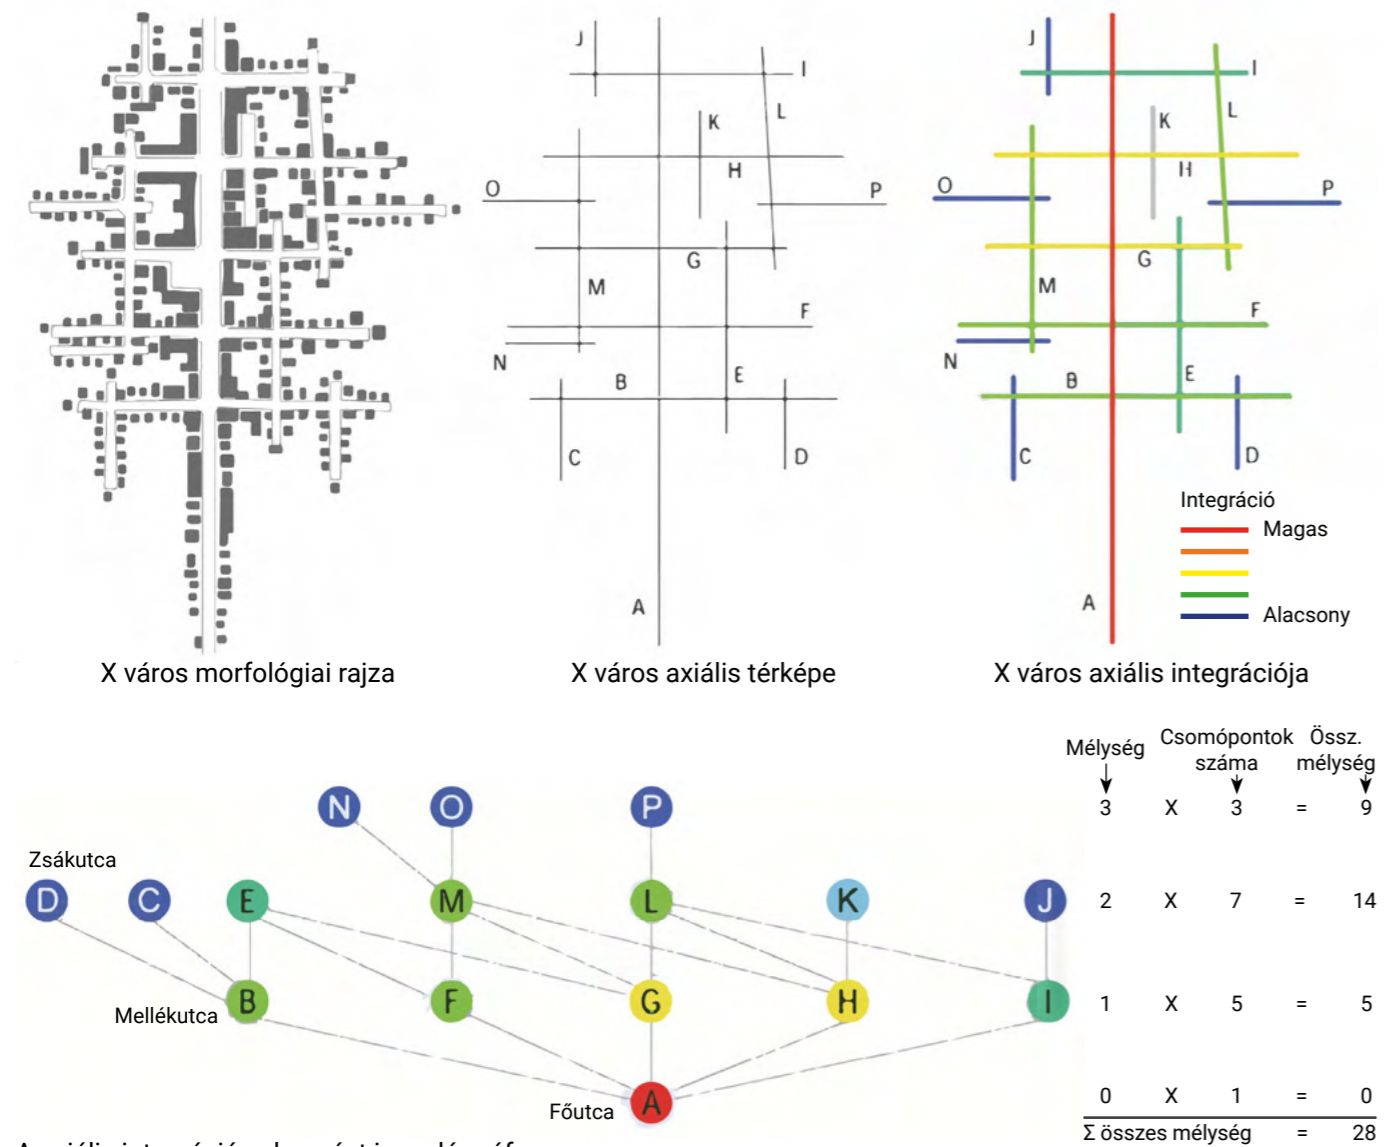 J
I
L
K
H
O
P
G
M
F
N
B
E
C
D
A
J
I
L
K
H
O
P
G
M
F
N
B
E
C
D
Integráció
Magas
Alacsony
A
X város morfológiai rajza
X város axiális térképe
X város axiális integrációja
Mélység
Csomópontok száma
Össz. mélység
N O P
3 X 3 = 9
Zsákutca
D C E M L K J
2 X 7 = 14
Mellékutca
B F G H I
1 X 5 = 5
Főutca
A
0 X 1 = 0
Σ összes mélység = 28